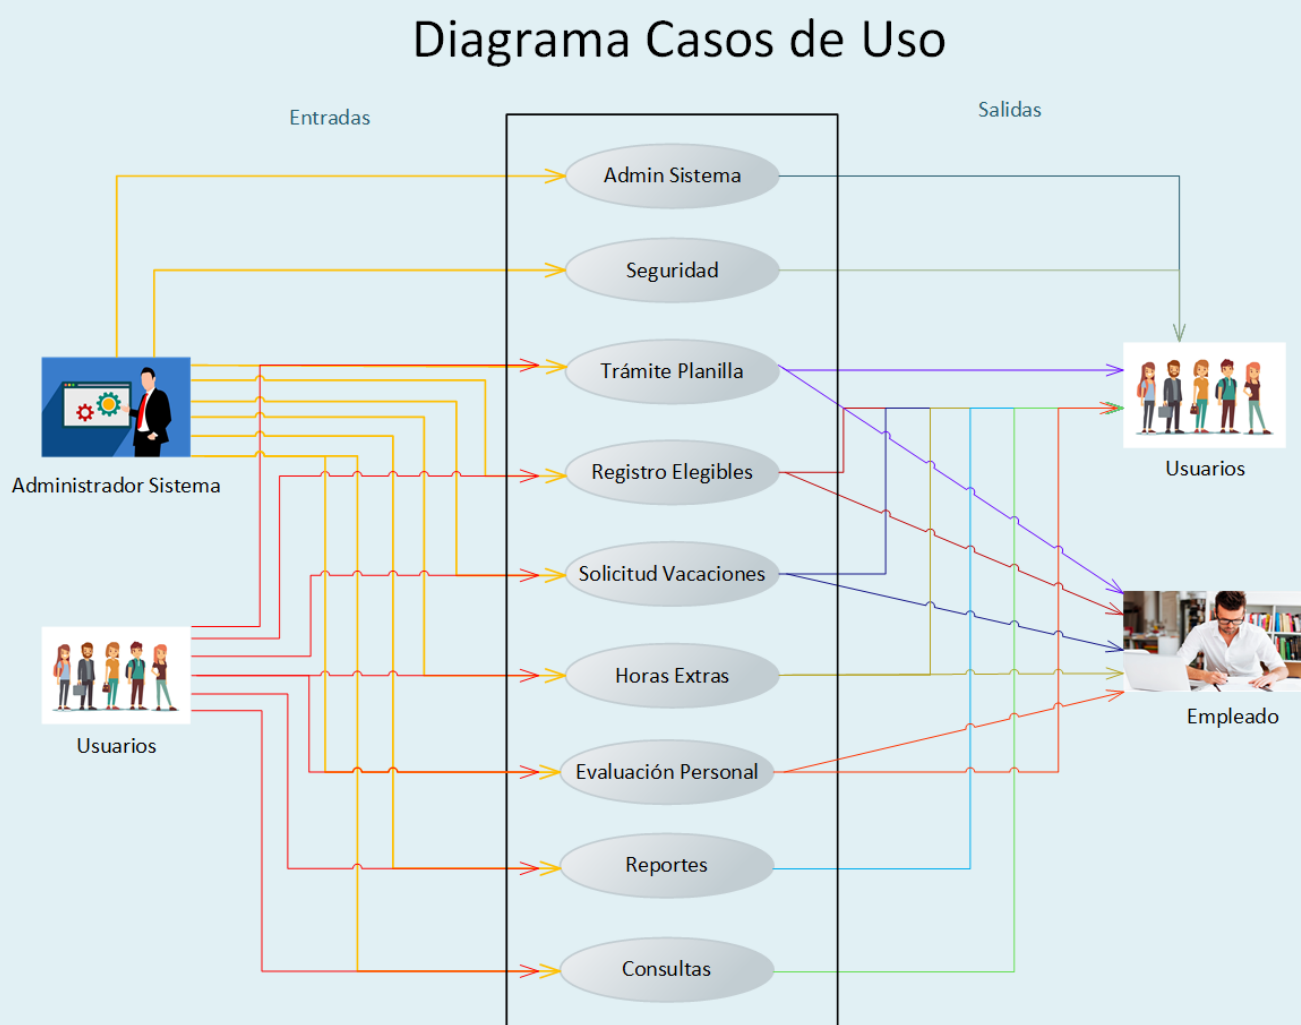 Diagrama Casos de Uso
Entradas
Salidas
Admin Sistema
Seguridad
Trámite Planilla
Registro Elegibles
Solicitud Vacaciones
Horas Extras
Evaluación Personal
Reportes
Consultas
Administrador Sistema
Usuarios
Usuarios
Empleado